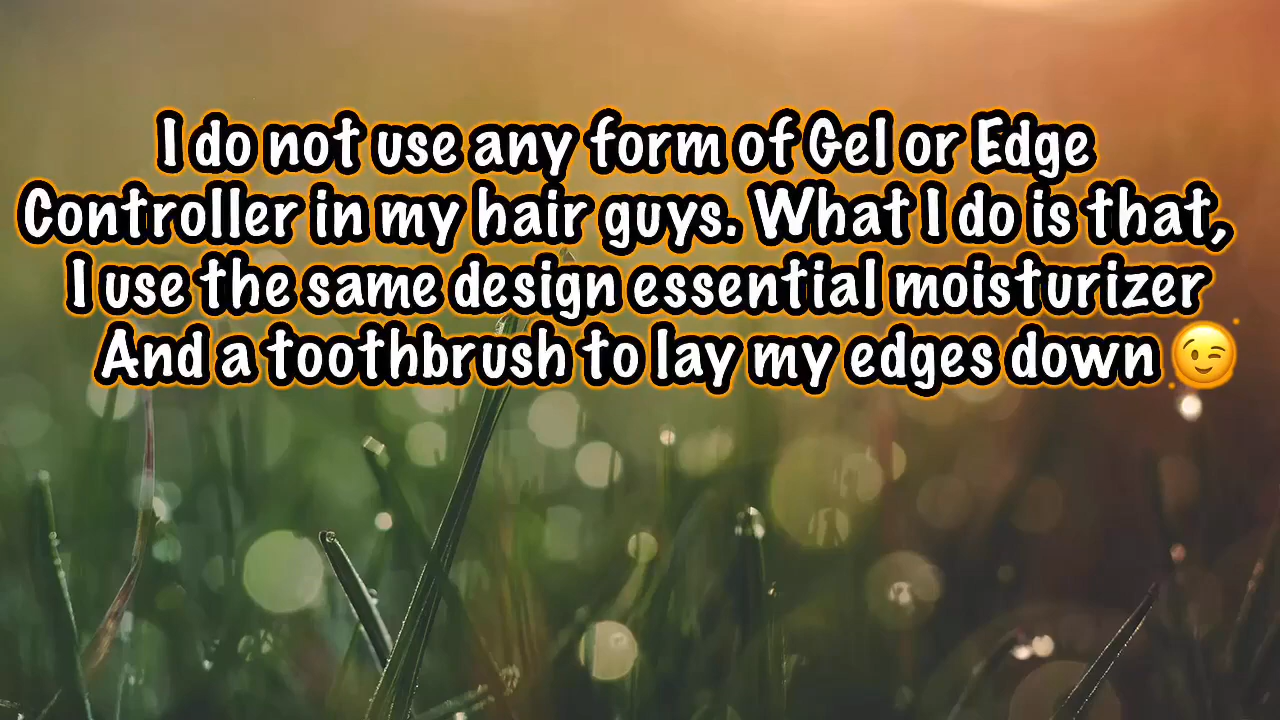 I do not use any form of Gel or Edge
Controller in my hair guys. What I do is that,
I use the same design essential moisturizer
And a toothbrush to lay my edges down 😉